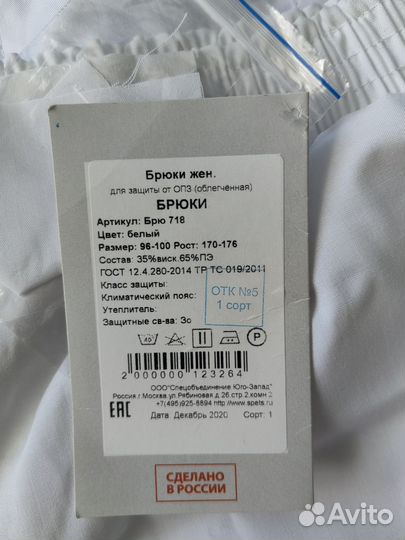 Брюки жен.
для защиты от ОПЗ (облегчённая)
БРЮКИ
Артикул: Брю 718
Цвет: белый
Размер: 96-100 Рост: 170-176
Состав: 35%виск.65%ПЭ
ГОСТ 12.4.280-2014 ТР ТС 019/2011
Класс защиты:
Климатический пояс:
Утеплитель:
Защитные св-ва: Зо
ОТК №5
1 сорт
40
P
2 000000 123264
ООО"Спецобъединение Юго-Запад"
Россия г.Москва.ул.Рябиновая д.26.стр.2,комн 2
+7(495)925-8894 http://www.spets.ru
EAC
Дата: Декабрь 2020 Сорт: 1
СДЕЛАНО
В РОССИИ
Avito